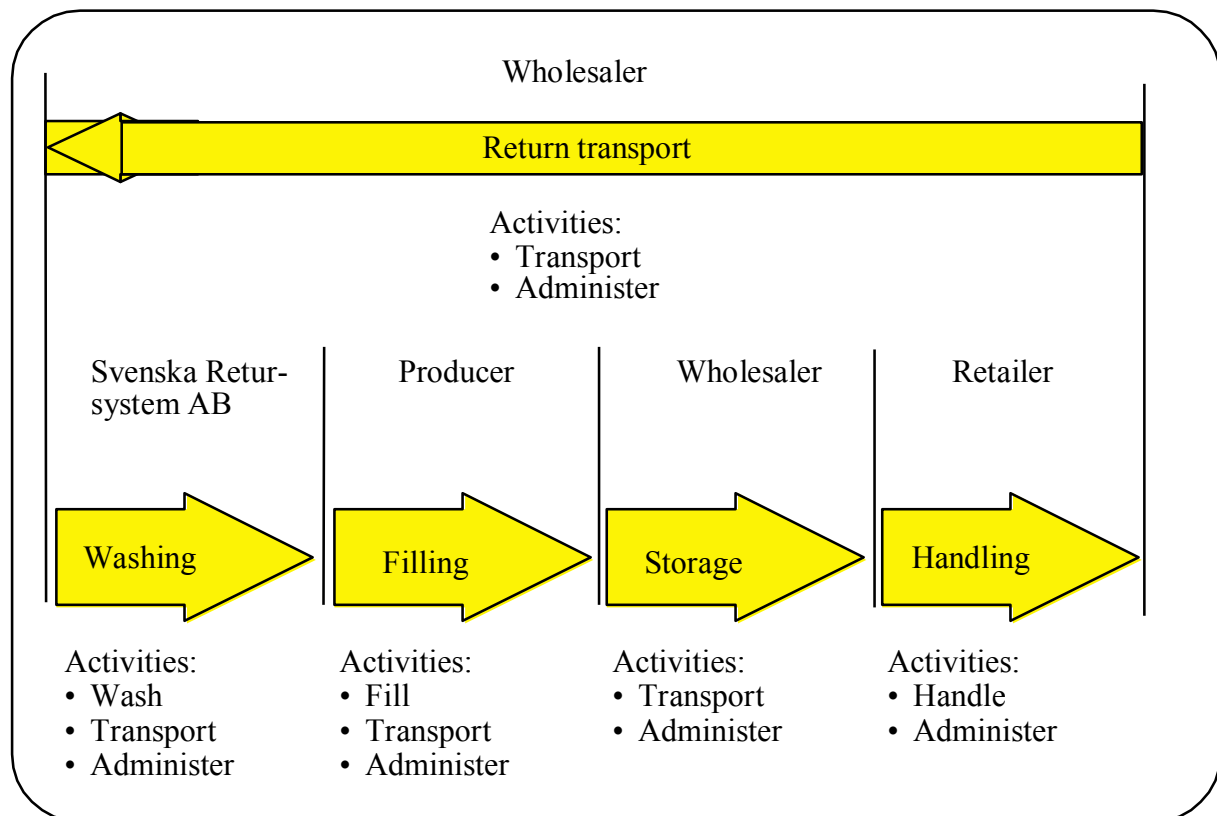 Wholesaler
Return transport
Activities:
• Transport
• Administer
Svenska Retur-
system AB
Producer
Wholesaler
Retailer
Washing
Filling
Storage
Handling
Activities:
• Wash
• Transport
• Administer
Activities:
• Fill
• Transport
• Administer
Activities:
• Transport
• Administer
Activities:
• Handle
• Administer